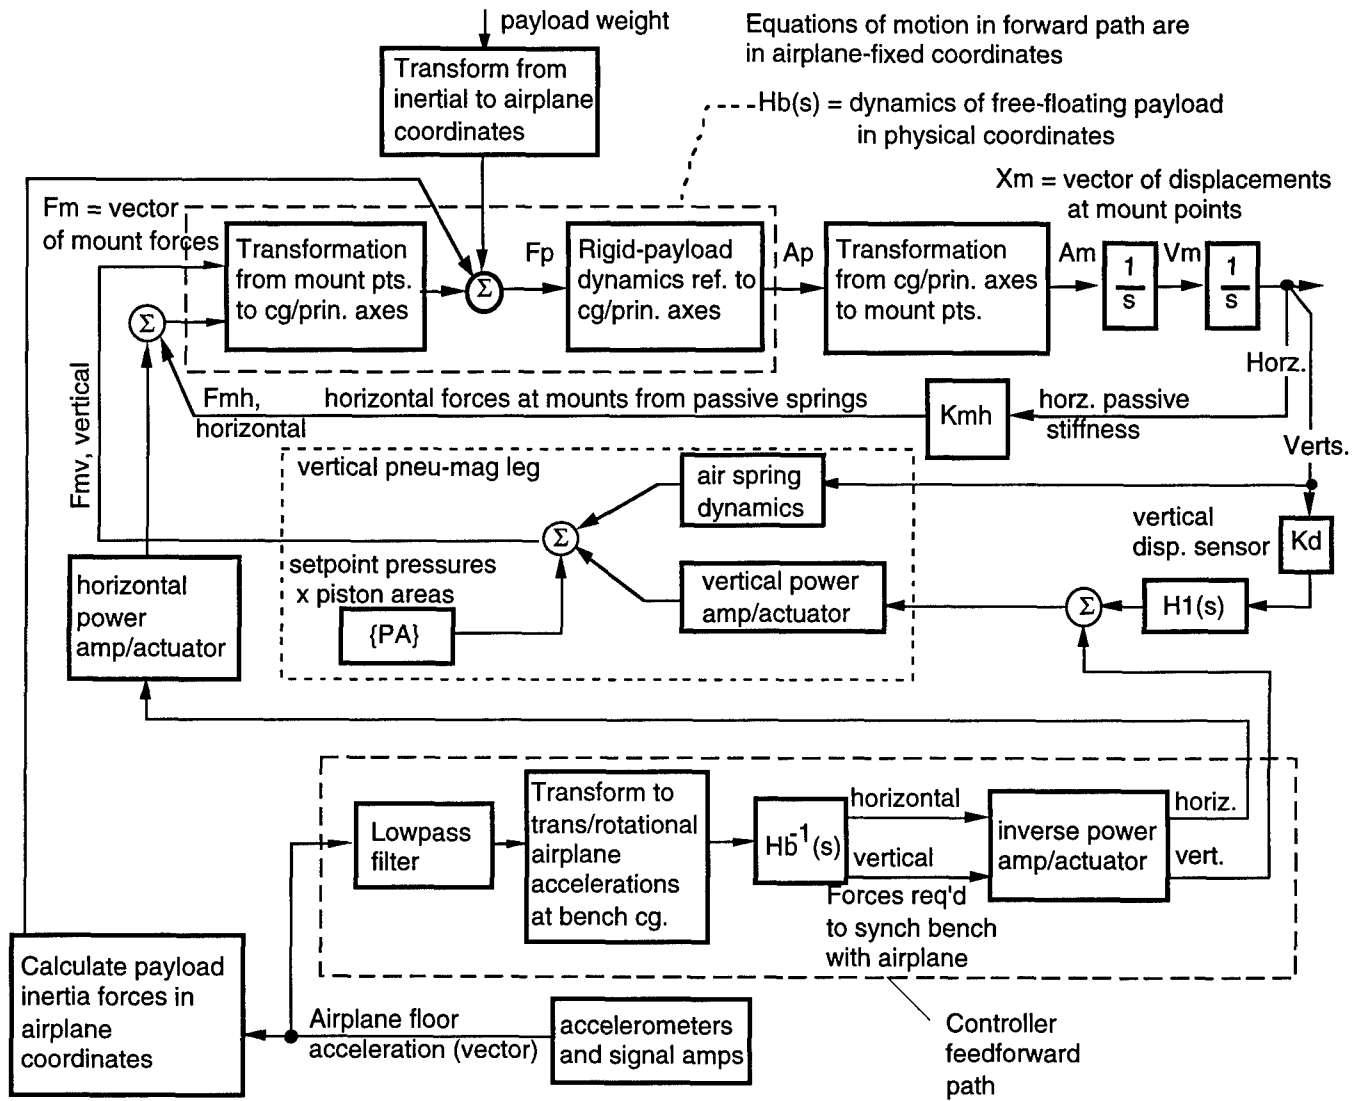 payload weight
Equations of motion in forward path are
in airplane-fixed coordinates
Transform from
inertial to airplane
coordinates
Hb(s) = dynamics of free-floating payload
in physical coordinates
Xm = vector of displacements
at mount points
Fm = vector
of mount forces
Transformation
from mount pts.
to cg/prin. axes
Σ
Fp
Rigid-payload
dynamics ref. to
cg/prin. axes
Ap
Transformation
from cg/prin. axes
to mount pts.
Am
1
s
Vm
1
s
Σ
Horz.
Fmh,
horizontal
horizontal forces at mounts from passive springs
Kmh
horz. passive
stiffness
Fmv, vertical
Verts.
vertical pneu-mag leg
air spring
dynamics
Σ
vertical
disp. sensor
Kd
setpoint pressures
x piston areas
{PA}
vertical power
amp/actuator
Σ
H1(s)
horizontal
power
amp/actuator
Lowpass
filter
Transform to
trans/rotational
airplane
accelerations
at bench cg.
Hb⁻¹(s)
horizontal
vertical
Forces req'd
to synch bench
with airplane
inverse power
amp/actuator
horiz.
vert.
Calculate payload
inertia forces in
airplane
coordinates
Airplane floor
acceleration (vector)
accelerometers
and signal amps
Controller
feedforward
path